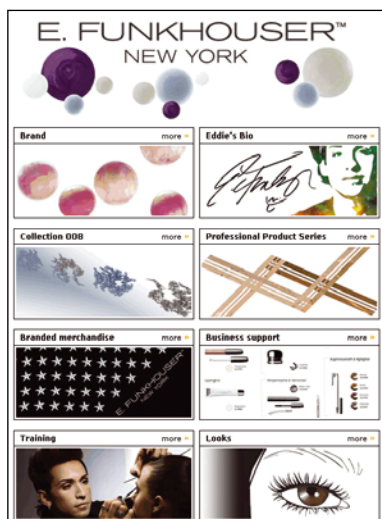 E. FUNKHOUSER™
NEW YORK
Brand more »
Eddie's Bio more »
Collection 008 more »
Professional Product Series more »
Branded merchandise more »
Business support more »
E. FUNKHOUSER
NEW YORK
Training more »
Looks more »